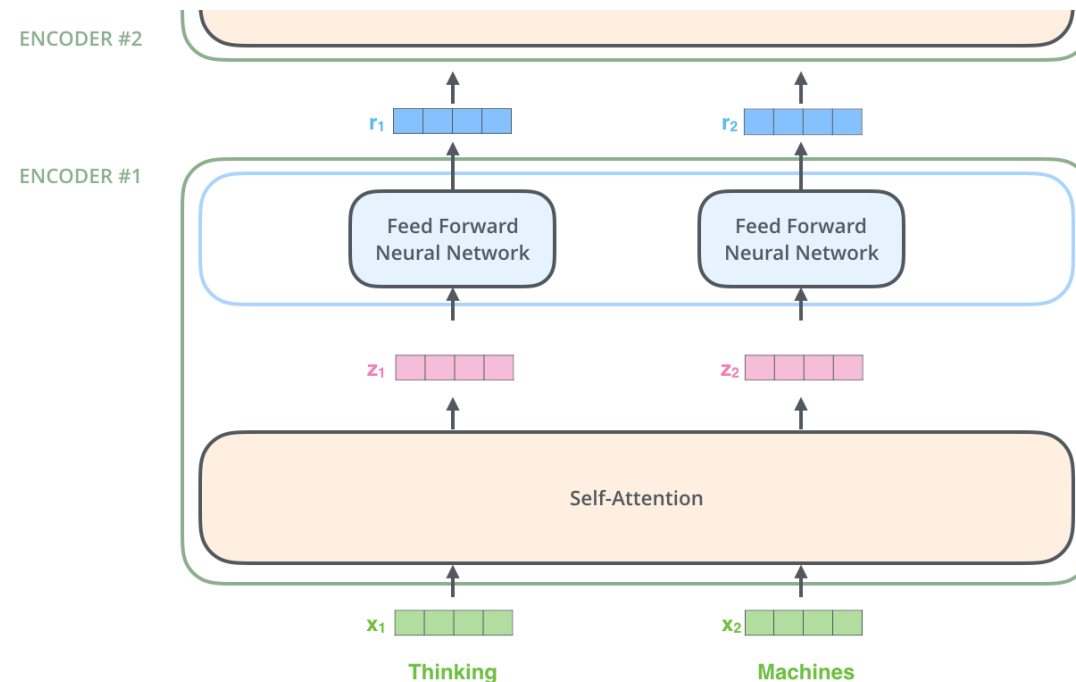 ENCODER #2
r₁
r₂
ENCODER #1
Feed Forward
Neural Network
Feed Forward
Neural Network
z₁
z₂
Self-Attention
x₁
x₂
Thinking
Machines